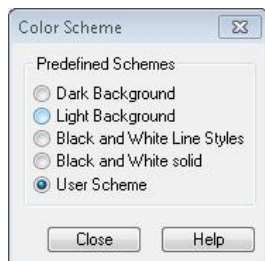 Color Scheme
Predefined Schemes
Dark Background
Light Background
Black and White Line Styles
Black and White solid
User Scheme
Close Help